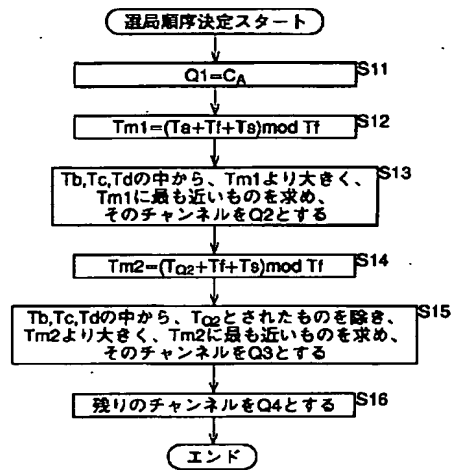 選局順序決定スタート
S11
Q1=CA
S12
Tm1=(Ta+Tf+Ts)mod Tf
S13
Tb,Tc,Tdの中から、Tm1より大きく、
Tm1に最も近いものを求め、
そのチャンネルをQ2とする
S14
Tm2=(TQ2+Tf+Ts)mod Tf
S15
Tb,Tc,Tdの中から、TQ2とされたものを除き、
Tm2より大きく、Tm2に最も近いものを求め、
そのチャンネルをQ3とする
S16
残りのチャンネルをQ4とする
エンド